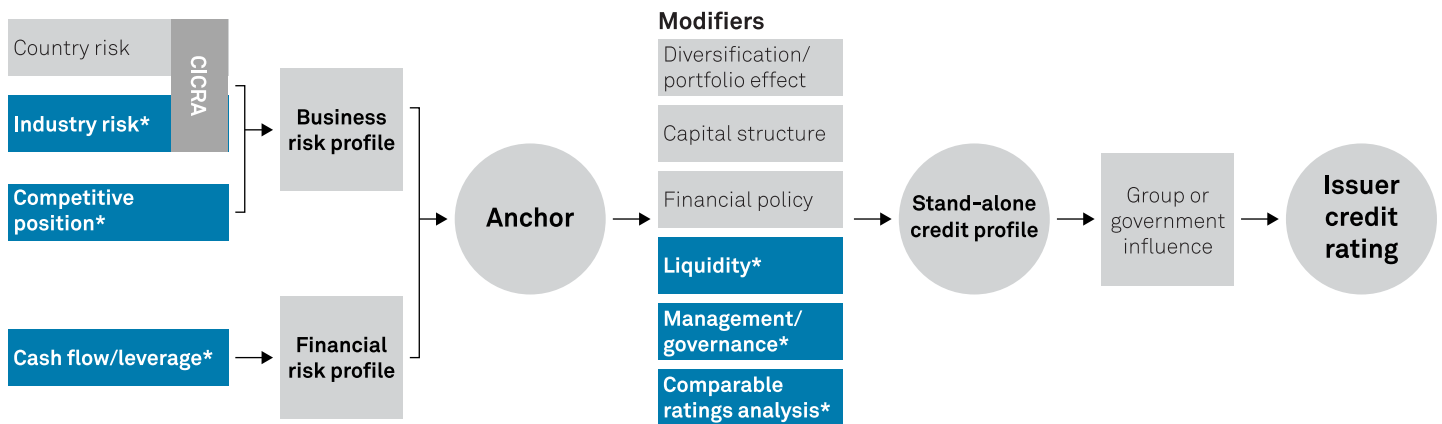 Country risk
CICRA
Industry risk*
Competitive
position*
Cash flow/leverage*
Business
risk profile
Financial
risk profile
Anchor
Modifiers
Diversification/
portfolio effect
Capital structure
Financial policy
Liquidity*
Management/
governance*
Comparable
ratings analysis*
Stand-alone
credit profile
Group or
government
influence
Issuer
credit
rating